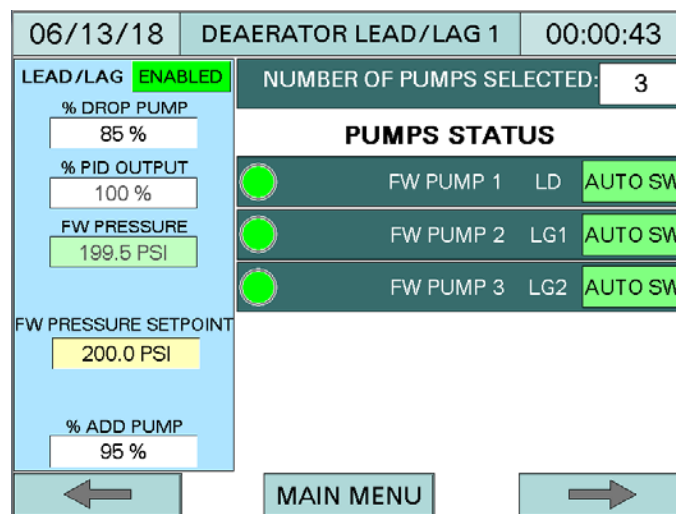 06/13/18 DEAERATOR LEAD/LAG 1 00:00:43
LEAD/LAG ENABLED
% DROP PUMP
85 %
% PID OUTPUT
100 %
FW PRESSURE
199.5 PSI
FW PRESSURE SETPOINT
200.0 PSI
% ADD PUMP
95 %
NUMBER OF PUMPS SELECTED: 3
PUMPS STATUS
FW PUMP 1 LD AUTO SW
FW PUMP 2 LG1 AUTO SW
FW PUMP 3 LG2 AUTO SW
MAIN MENU